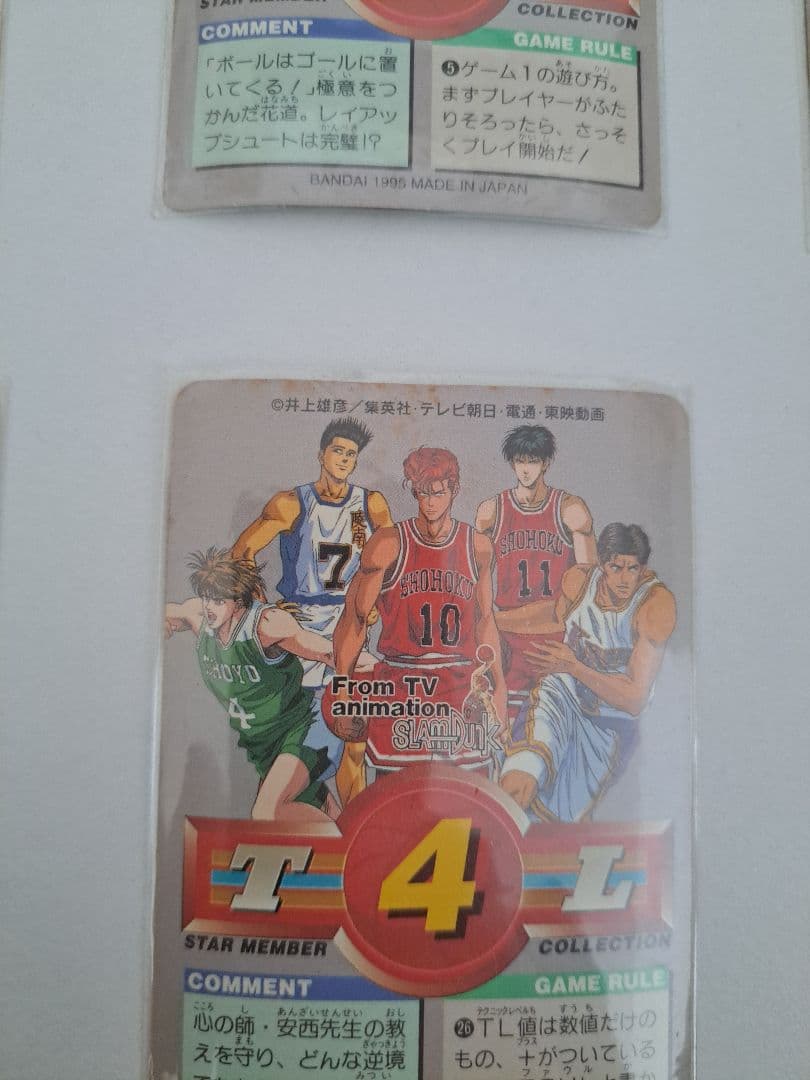 STAR MEMBER
COLLECTION
COMMENT
GAME RULE
「ボールはゴールに置
いてくる！」極意をつ
かんだ花道。レイアッ
プシュートは完璧!?
❺ゲーム１の遊び方。
まずプレイヤーがふた
りそろったら、さっそ
くプレイ開始だ！
BANDAI 1995 MADE IN JAPAN
©井上雄彦／集英社・テレビ朝日・電通・東映動画
陵南
7
SHOHOKU
10
SHOHOKU
11
SHOYO
4
From TV
animation
SLAM DUNK
T 4 L
STAR MEMBER
COLLECTION
COMMENT
GAME RULE
心の師・安西先生の教
えを守り、どんな逆境
㉖ＴＬ値は数値だけの
もの、＋がついている